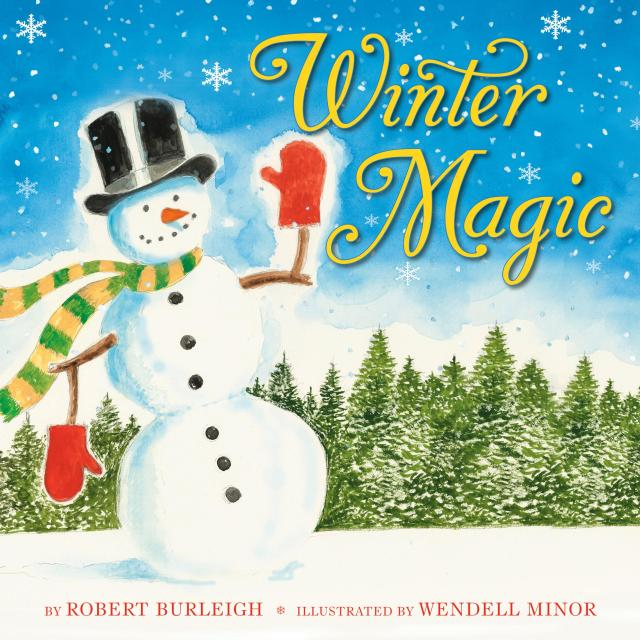 Winter
Magic
BY ROBERT BURLEIGH ❄ ILLUSTRATED BY WENDELL MINOR